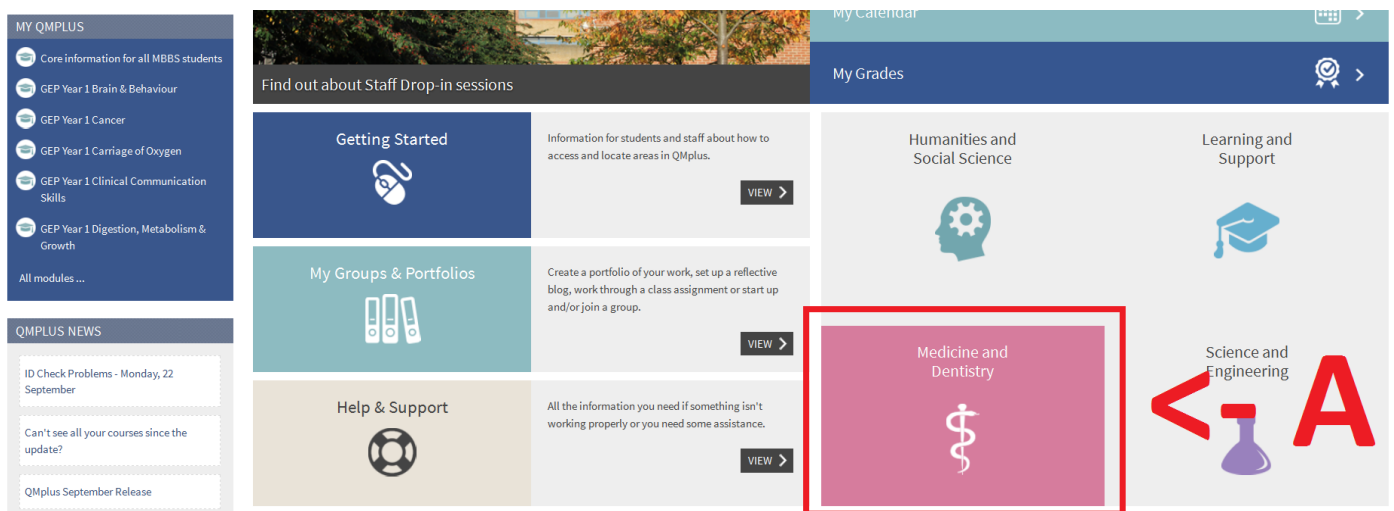 MY QMPLUS
Core information for all MBBS students
GEP Year 1 Brain & Behaviour
GEP Year 1 Cancer
GEP Year 1 Carriage of Oxygen
GEP Year 1 Clinical Communication
Skills
GEP Year 1 Digestion, Metabolism &
Growth
All modules ...
QMPLUS NEWS
ID Check Problems - Monday, 22
September
Can't see all your courses since the
update?
QMplus September Release
Find out about Staff Drop-in sessions
My Calendar
My Grades
Getting Started
Information for students and staff about how to
access and locate areas in QMplus.
VIEW
My Groups & Portfolios
Create a portfolio of your work, set up a reflective
blog, work through a class assignment or start up
and/or join a group.
VIEW
Help & Support
All the information you need if something isn't
working properly or you need some assistance.
VIEW
Humanities and
Social Science
Learning and
Support
Medicine and
Dentistry
Science and
Engineering
<- A